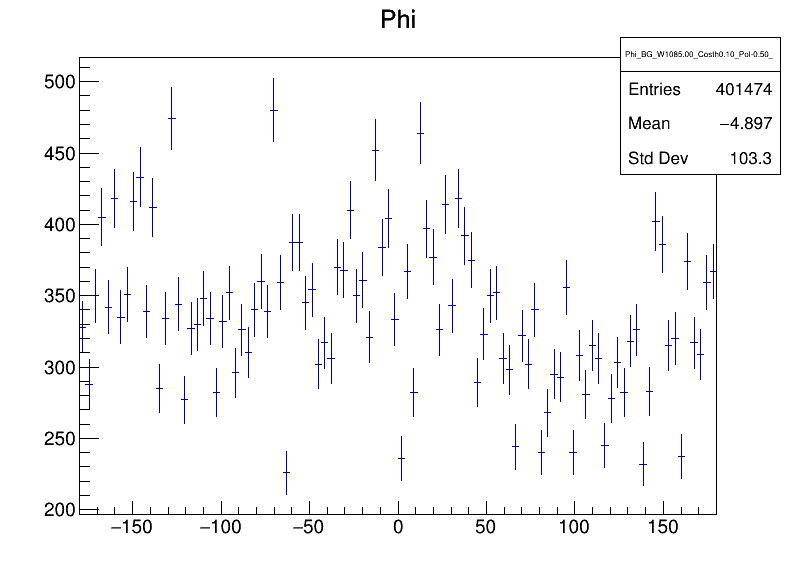 Phi
Phi_BG_W1085.00_Costh0.10_Pol-0.50_
Entries 401474
Mean −4.897
Std Dev 103.3
500
450
400
350
300
250
200
−150 −100 −50 0 50 100 150